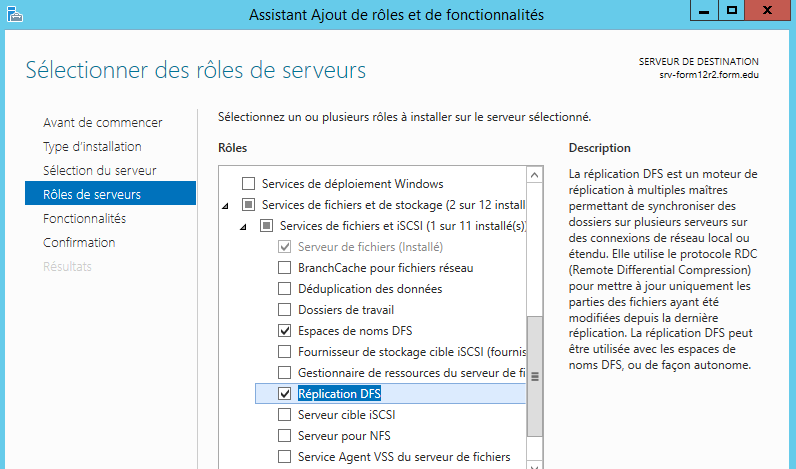 Assistant Ajout de rôles et de fonctionnalités
Sélectionner des rôles de serveurs
SERVEUR DE DESTINATION
srv-form12r2.form.edu
Avant de commencer
Type d'installation
Sélection du serveur
Rôles de serveurs
Fonctionnalités
Confirmation
Résultats
Sélectionnez un ou plusieurs rôles à installer sur le serveur sélectionné.
Rôles
Services de déploiement Windows
Services de fichiers et de stockage (2 sur 12 install
Services de fichiers et iSCSI (1 sur 11 installé(s))
Serveur de fichiers (Installé)
BranchCache pour fichiers réseau
Déduplication des données
Dossiers de travail
Espaces de noms DFS
Fournisseur de stockage cible iSCSI (fournis
Gestionnaire de ressources du serveur de fi
Réplication DFS
Serveur cible iSCSI
Serveur pour NFS
Service Agent VSS du serveur de fichiers
Description
La réplication DFS est un moteur de
réplication à multiples maîtres
permettant de synchroniser des
dossiers sur plusieurs serveurs sur
des connexions de réseau local ou
étendu. Elle utilise le protocole RDC
(Remote Differential Compression)
pour mettre à jour uniquement les
parties des fichiers ayant été
modifiées depuis la dernière
réplication. La réplication DFS peut
être utilisée avec les espaces de
noms DFS, ou de façon autonome.